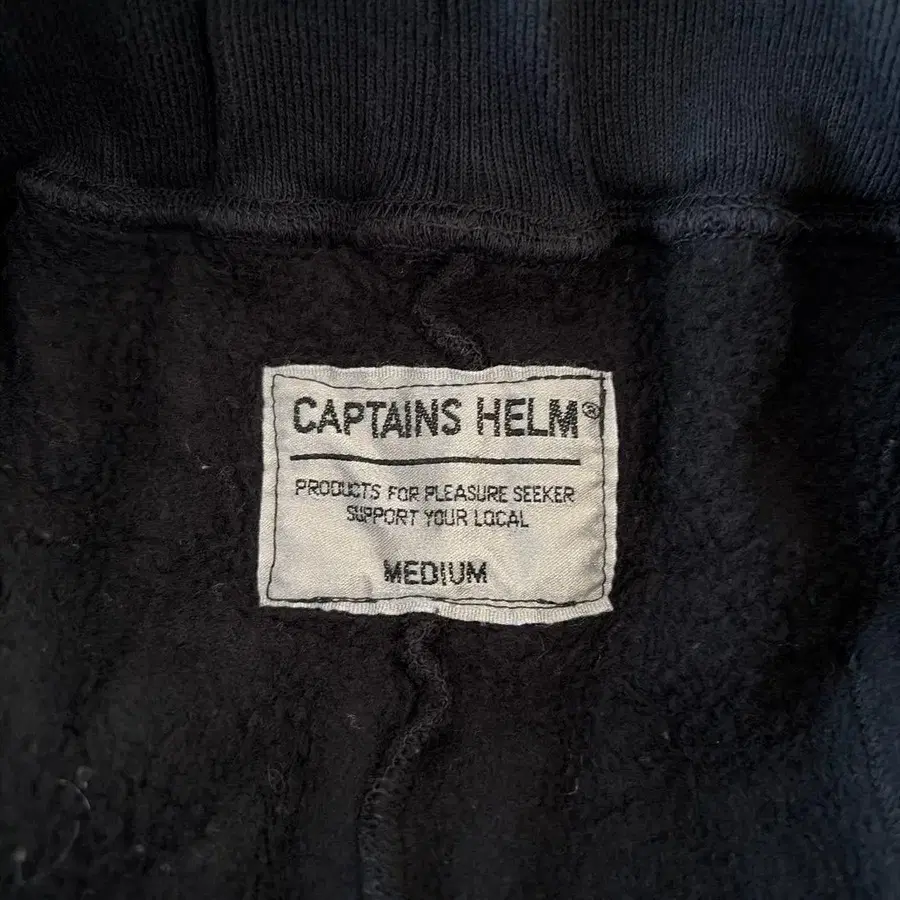 CAPTAINS HELM®
PRODUCTS FOR PLEASURE SEEKER
SUPPORT YOUR LOCAL
MEDIUM